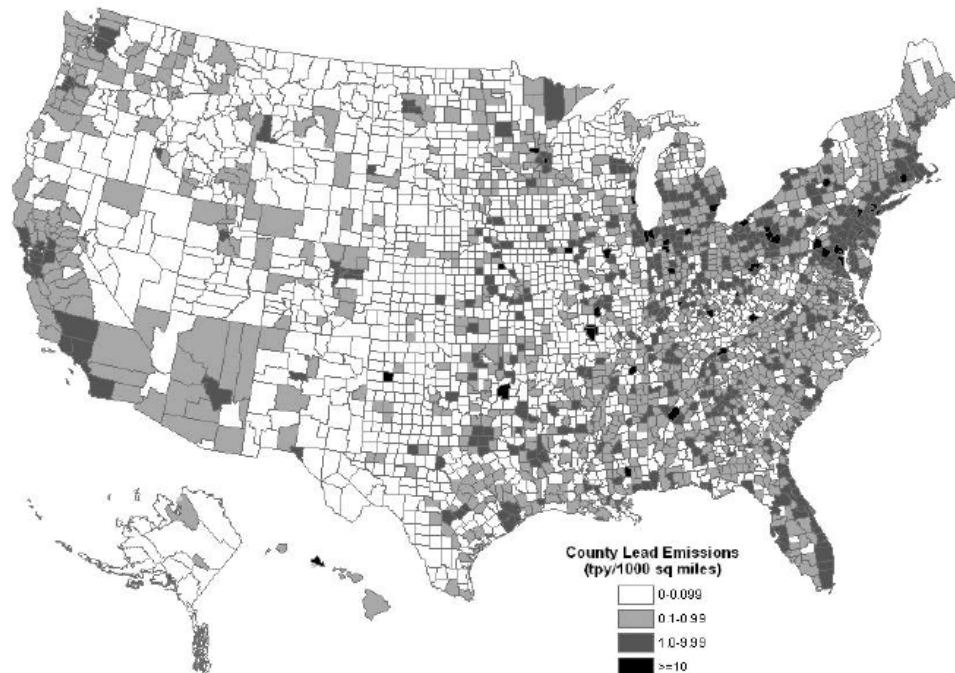 County Lead Emissions
(tpy/1000 sq miles)
0-0.099
0.1-0.99
1.0-9.99
>=10